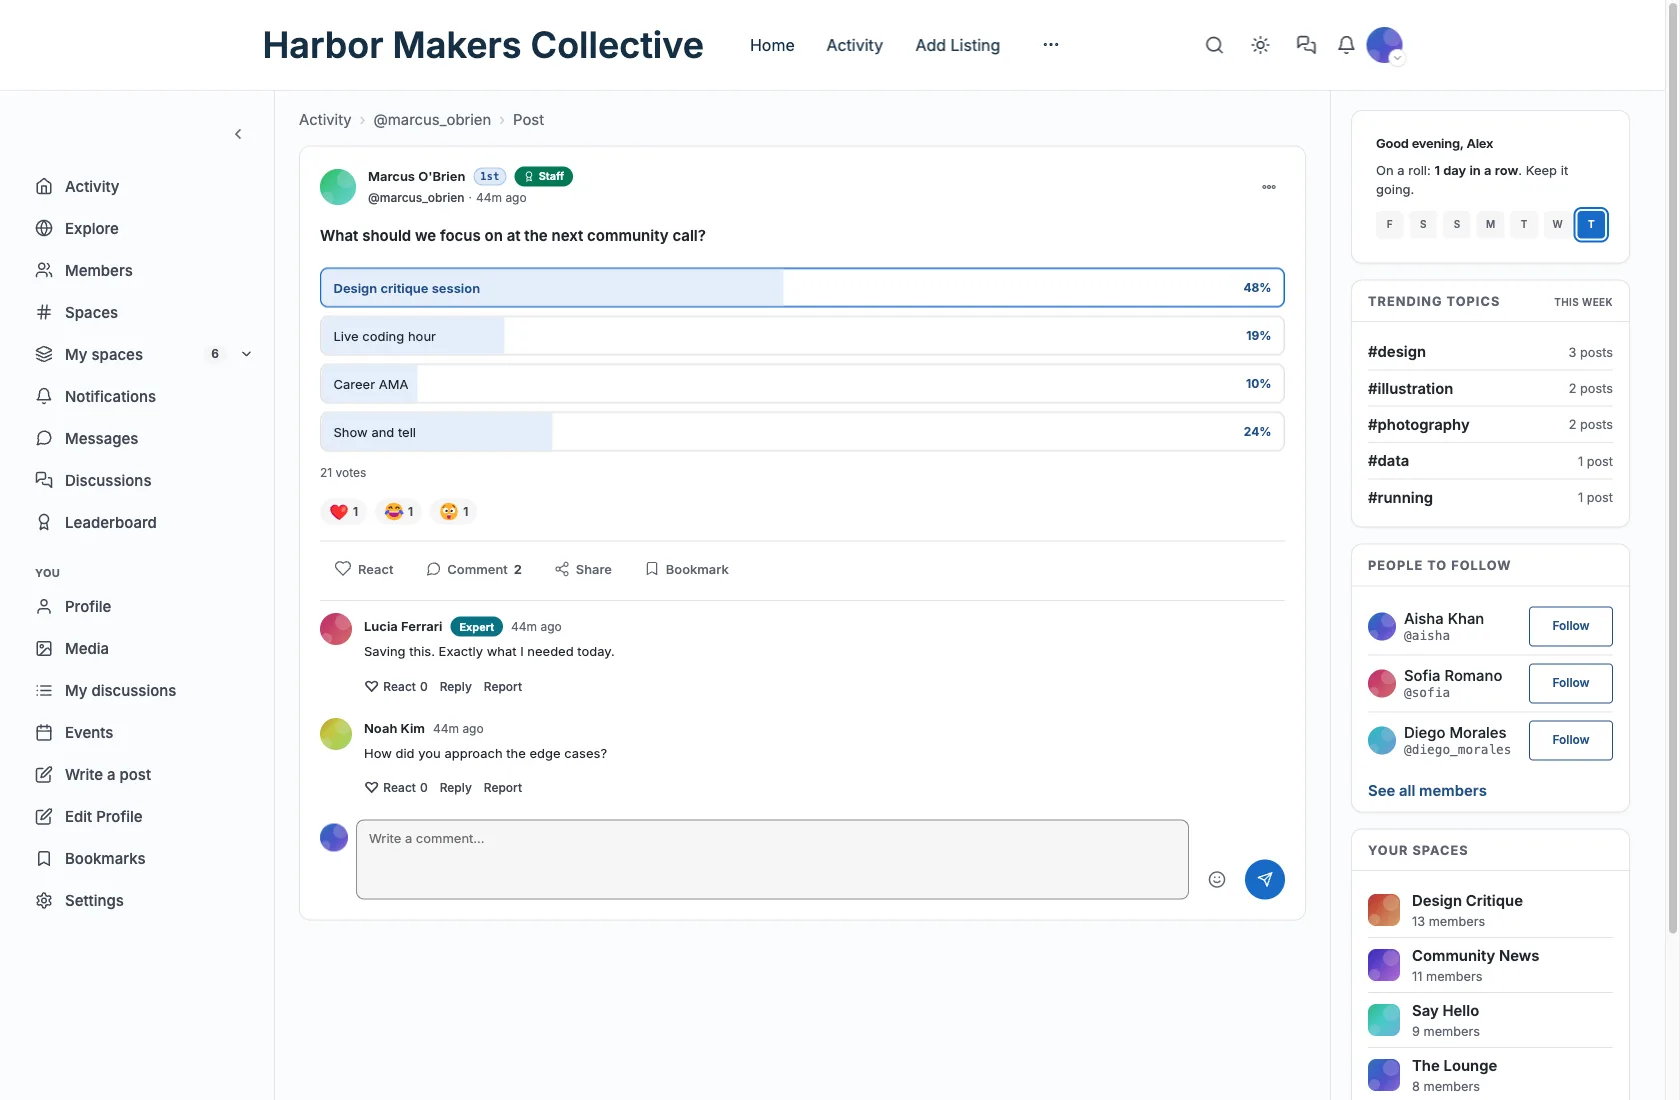 Harbor Makers Collective
Home
Activity
Add Listing
Activity
Explore
Members
Spaces
My spaces 6
Notifications
Messages
Discussions
Leaderboard
YOU
Profile
Media
My discussions
Events
Write a post
Edit Profile
Bookmarks
Settings
Activity › @marcus_obrien › Post
Marcus O'Brien 1st Staff
@marcus_obrien · 44m ago
What should we focus on at the next community call?
Design critique session 48%
Live coding hour 19%
Career AMA 10%
Show and tell 24%
21 votes
❤️ 1 😂 1 😲 1
React Comment 2 Share Bookmark
Lucia Ferrari Expert 44m ago
Saving this. Exactly what I needed today.
React 0 Reply Report
Noah Kim 44m ago
How did you approach the edge cases?
React 0 Reply Report
Write a comment...
Good evening, Alex
On a roll: 1 day in a row. Keep it
going.
F S S M T W T
TRENDING TOPICS THIS WEEK
#design 3 posts
#illustration 2 posts
#photography 2 posts
#data 1 post
#running 1 post
PEOPLE TO FOLLOW
Aisha Khan
@aisha
Follow
Sofia Romano
@sofia
Follow
Diego Morales
@diego_morales
Follow
See all members
YOUR SPACES
Design Critique
13 members
Community News
11 members
Say Hello
9 members
The Lounge
8 members